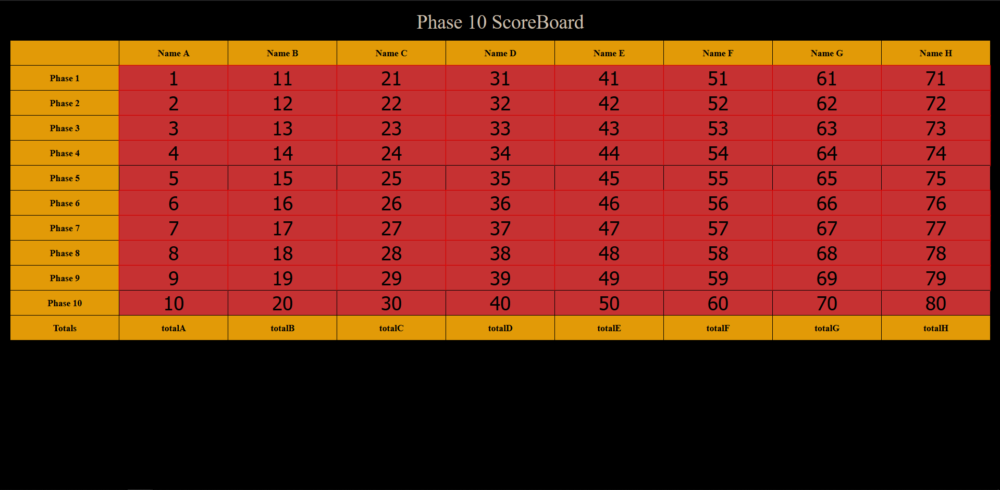 Phase 10 ScoreBoard
Name A Name B Name C Name D Name E Name F Name G Name H
Phase 1 1 11 21 31 41 51 61 71
Phase 2 2 12 22 32 42 52 62 72
Phase 3 3 13 23 33 43 53 63 73
Phase 4 4 14 24 34 44 54 64 74
Phase 5 5 15 25 35 45 55 65 75
Phase 6 6 16 26 36 46 56 66 76
Phase 7 7 17 27 37 47 57 67 77
Phase 8 8 18 28 38 48 58 68 78
Phase 9 9 19 29 39 49 59 69 79
Phase 10 10 20 30 40 50 60 70 80
Totals totalA totalB totalC totalD totalE totalF totalG totalH